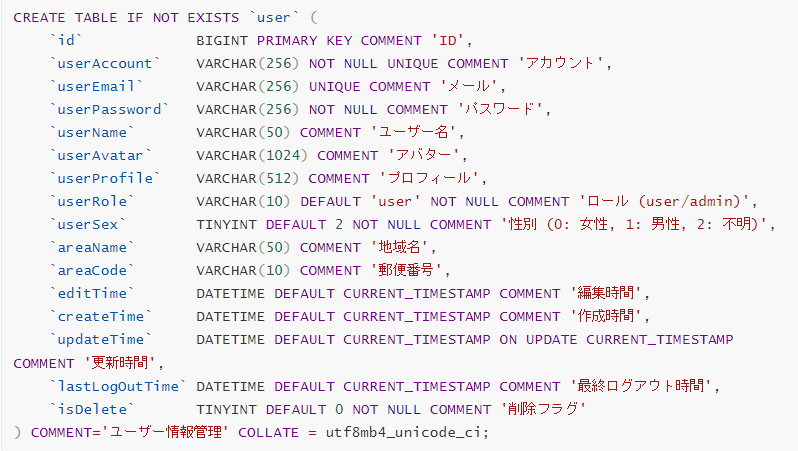 CREATE TABLE IF NOT EXISTS `user` (
    `id`             BIGINT PRIMARY KEY COMMENT 'ID',
    `userAccount`    VARCHAR(256) NOT NULL UNIQUE COMMENT 'アカウント',
    `userEmail`      VARCHAR(256) UNIQUE COMMENT 'メール',
    `userPassword`   VARCHAR(256) NOT NULL COMMENT 'パスワード',
    `userName`       VARCHAR(50) COMMENT 'ユーザー名',
    `userAvatar`     VARCHAR(1024) COMMENT 'アバター',
    `userProfile`    VARCHAR(512) COMMENT 'プロフィール',
    `userRole`       VARCHAR(10) DEFAULT 'user' NOT NULL COMMENT 'ロール (user/admin)',
    `userSex`        TINYINT DEFAULT 2 NOT NULL COMMENT '性別 (0: 女性, 1: 男性, 2: 不明)',
    `areaName`       VARCHAR(50) COMMENT '地域名',
    `areaCode`       VARCHAR(10) COMMENT '郵便番号',
    `editTime`       DATETIME DEFAULT CURRENT_TIMESTAMP COMMENT '編集時間',
    `createTime`     DATETIME DEFAULT CURRENT_TIMESTAMP COMMENT '作成時間',
    `updateTime`     DATETIME DEFAULT CURRENT_TIMESTAMP ON UPDATE CURRENT_TIMESTAMP
COMMENT '更新時間',
    `lastLogOutTime` DATETIME DEFAULT CURRENT_TIMESTAMP COMMENT '最終ログアウト時間',
    `isDelete`       TINYINT DEFAULT 0 NOT NULL COMMENT '削除フラグ'
) COMMENT='ユーザー情報管理' COLLATE = utf8mb4_unicode_ci;